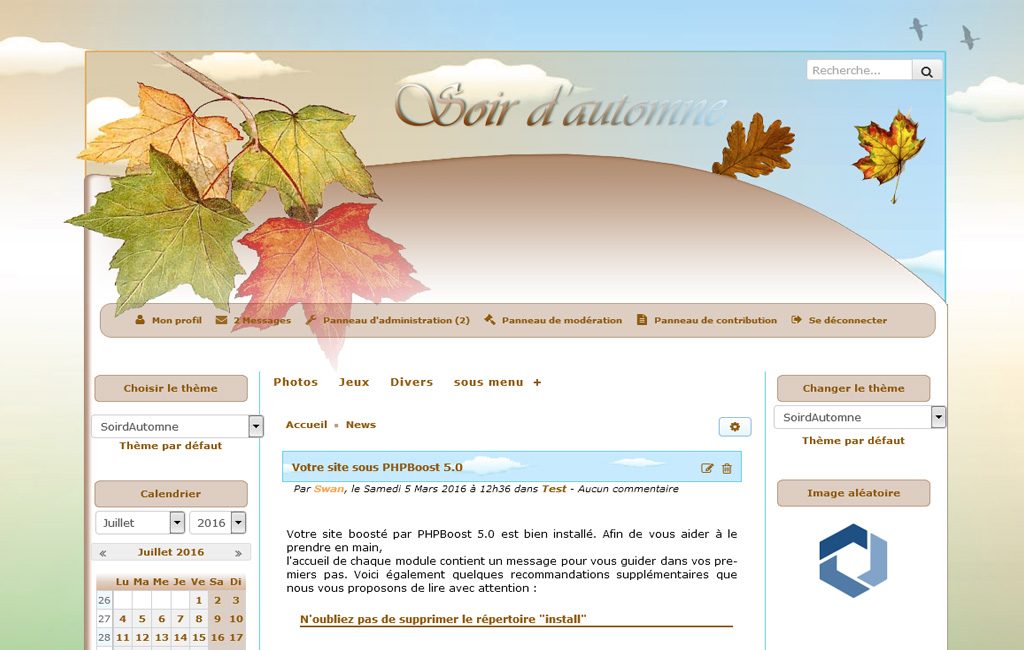 Recherche...
Soir d'automne
Mon profil 2 Messages Panneau d'administration (2) Panneau de modération Panneau de contribution Se déconnecter
Choisir le thème
SoirdAutomne
Thème par défaut
Calendrier
Juillet 2016
« Juillet 2016 »
Lu Ma Me Je Ve Sa Di
26 1 2 3
27 4 5 6 7 8 9 10
28 11 12 13 14 15 16 17
Photos Jeux Divers sous menu +
Accueil News
Votre site sous PHPBoost 5.0
Par Swan, le Samedi 5 Mars 2016 à 12h36 dans Test - Aucun commentaire
Votre site boosté par PHPBoost 5.0 est bien installé. Afin de vous aider à le
prendre en main,
l'accueil de chaque module contient un message pour vous guider dans vos pre-
miers pas. Voici également quelques recommandations supplémentaires que
nous vous proposons de lire avec attention :
N'oubliez pas de supprimer le répertoire "install"
Changer le thème
SoirdAutomne
Thème par défaut
Image aléatoire